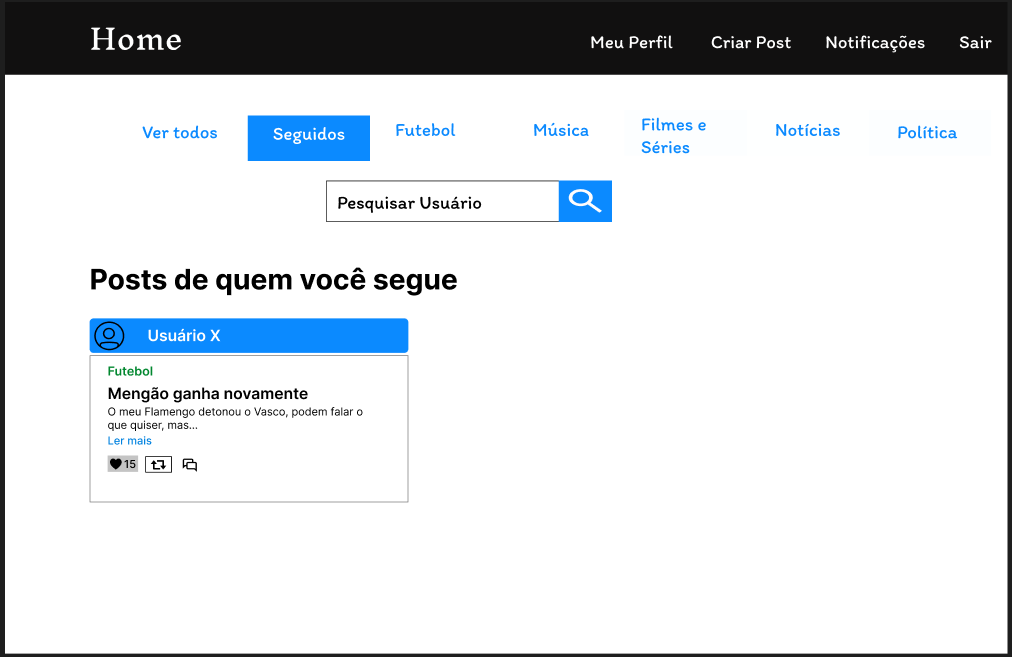 Home
Meu Perfil
Criar Post
Notificações
Sair
Ver todos
Seguidos
Futebol
Música
Filmes e
Séries
Notícias
Política
Pesquisar Usuário
Posts de quem você segue
Usuário X
Futebol
Mengão ganha novamente
O meu Flamengo detonou o Vasco, podem falar o
que quiser, mas...
Ler mais
15